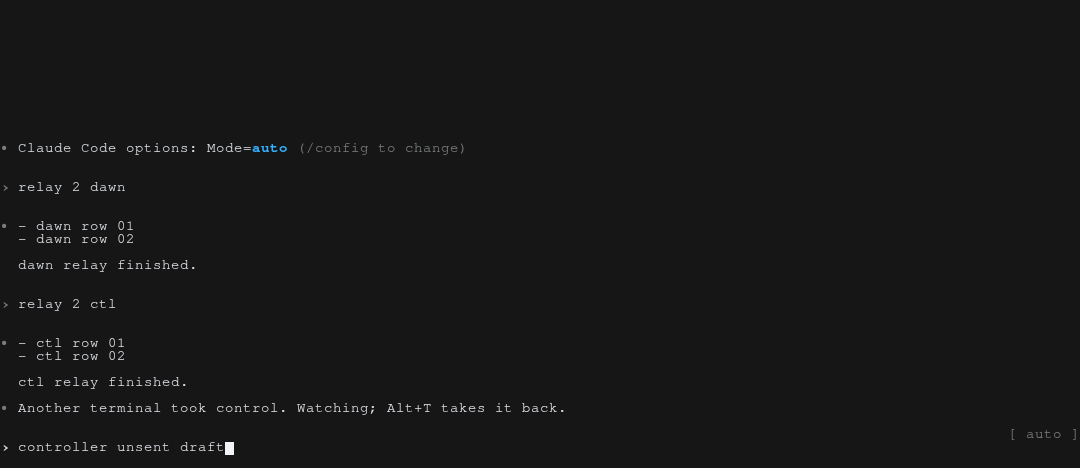 • Claude Code options: Mode=auto (/config to change)
› relay 2 dawn
• - dawn row 01
- dawn row 02
dawn relay finished.
› relay 2 ctl
• - ctl row 01
- ctl row 02
ctl relay finished.
• Another terminal took control. Watching; Alt+T takes it back.
[ auto ]
› controller unsent draft